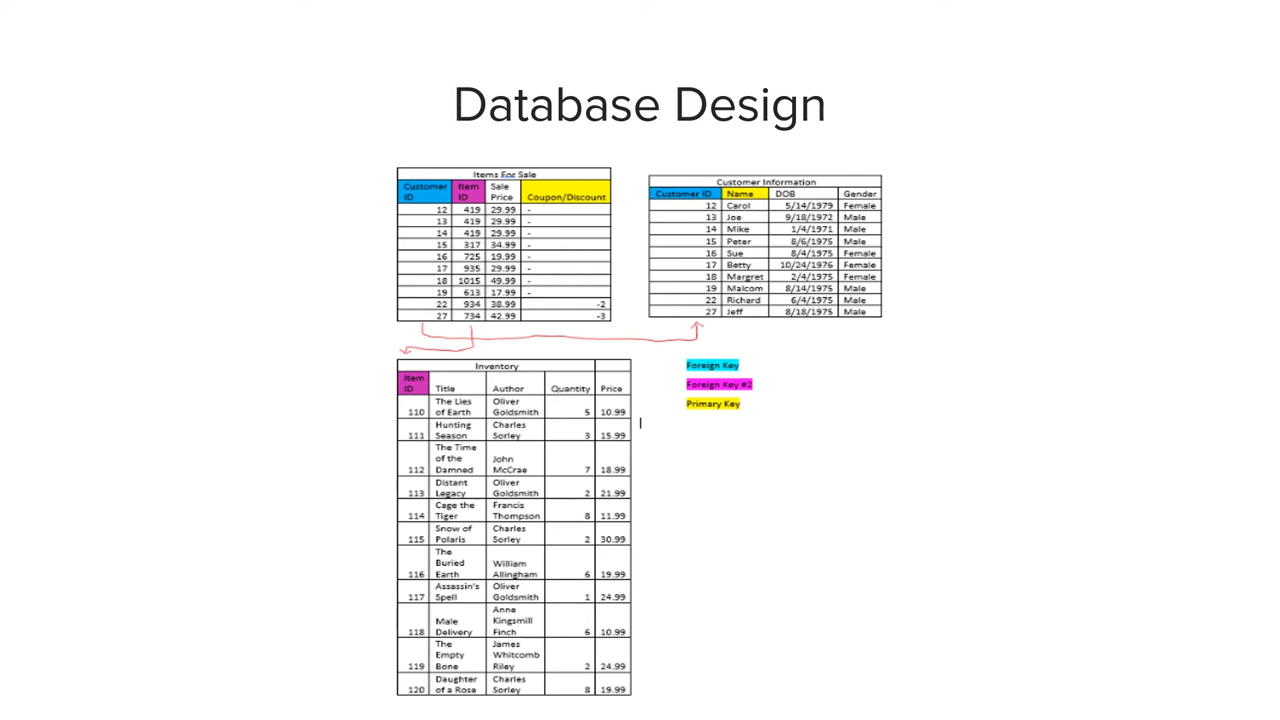 Database Design
Items For Sale
Customer ID Item ID Sale Price Coupon/Discount
12 419 29.99 -
13 419 29.99 -
14 419 29.99 -
15 317 34.99 -
16 725 19.99 -
17 935 29.99 -
18 1015 49.99 -
19 613 17.99 -
22 934 38.99 -2
27 734 42.99 -3
Customer Information
Customer ID Name DOB Gender
12 Carol 5/14/1979 Female
13 Joe 9/18/1972 Male
14 Mike 1/4/1971 Male
15 Peter 8/6/1975 Male
16 Sue 8/4/1975 Female
17 Betty 10/24/1976 Female
18 Margret 2/4/1975 Female
19 Malcom 8/14/1975 Male
22 Richard 6/4/1975 Male
27 Jeff 8/18/1975 Male
Inventory
Item ID Title Author Quantity Price
110 The Lies of Earth Oliver Goldsmith 5 10.99
111 Hunting Season Charles Sorley 3 15.99
112 The Time of the Damned John McCrae 7 18.99
113 Distant Legacy Oliver Goldsmith 2 21.99
114 Cage the Tiger Francis Thompson 8 11.99
115 Snow of Polaris Charles Sorley 2 30.99
116 The Buried Earth William Allingham 6 19.99
117 Assassin's Spell Oliver Goldsmith 1 24.99
118 Male Delivery Anne Kingsmill Finch 6 10.99
119 The Empty Bone James Whitcomb Riley 2 24.99
120 Daughter of a Rose Charles Sorley 8 19.99
Foreign Key
Foreign Key #2
Primary Key